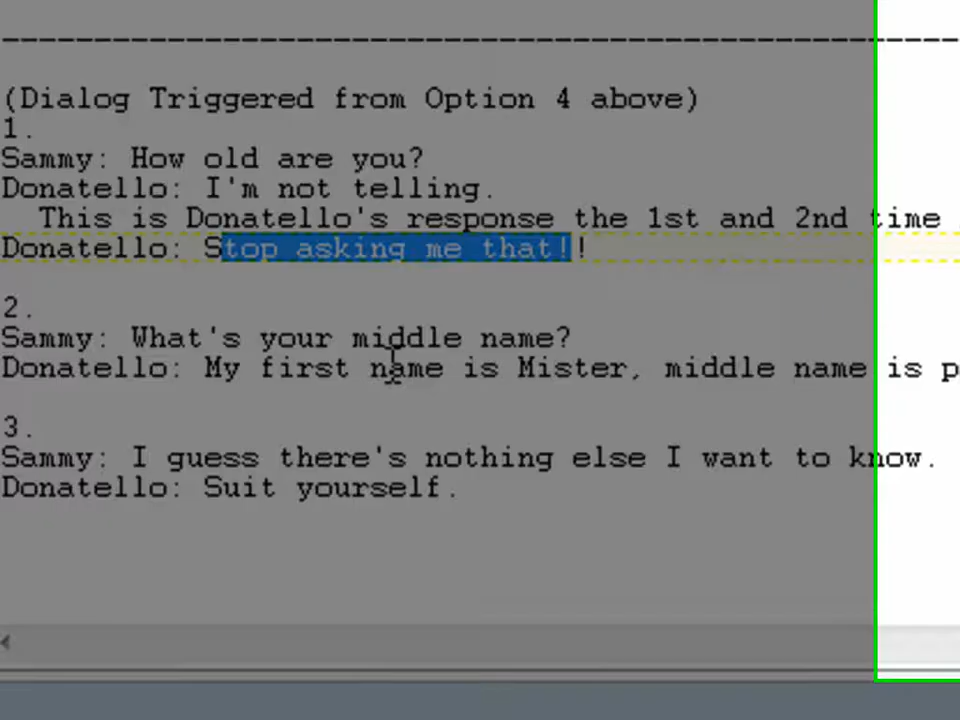 (Dialog Triggered from Option 4 above)
1.
Sammy: How old are you?
Donatello: I'm not telling.
This is Donatello's response the 1st and 2nd time
Donatello: Stop asking me that!!
2.
Sammy: What's your middle name?
Donatello: My first name is Mister, middle name is p
3.
Sammy: I guess there's nothing else I want to know.
Donatello: Suit yourself.